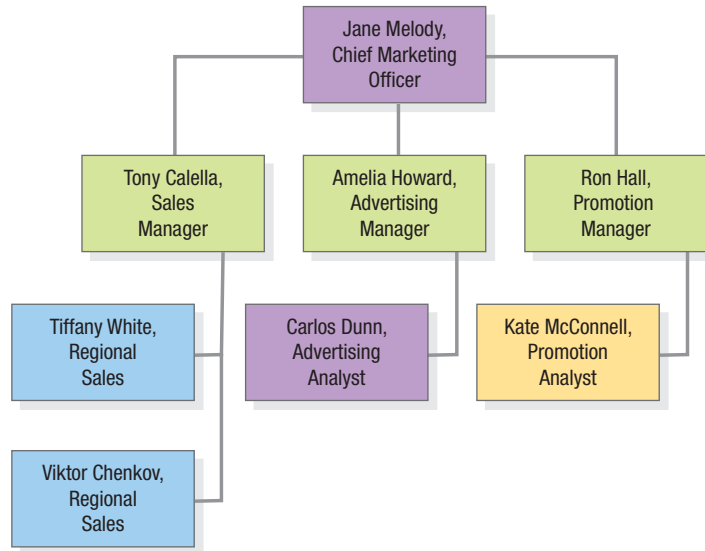 Jane Melody,
Chief Marketing
Officer
Tony Calella,
Sales
Manager
Amelia Howard,
Advertising
Manager
Ron Hall,
Promotion
Manager
Tiffany White,
Regional
Sales
Carlos Dunn,
Advertising
Analyst
Kate McConnell,
Promotion
Analyst
Viktor Chenkov,
Regional
Sales